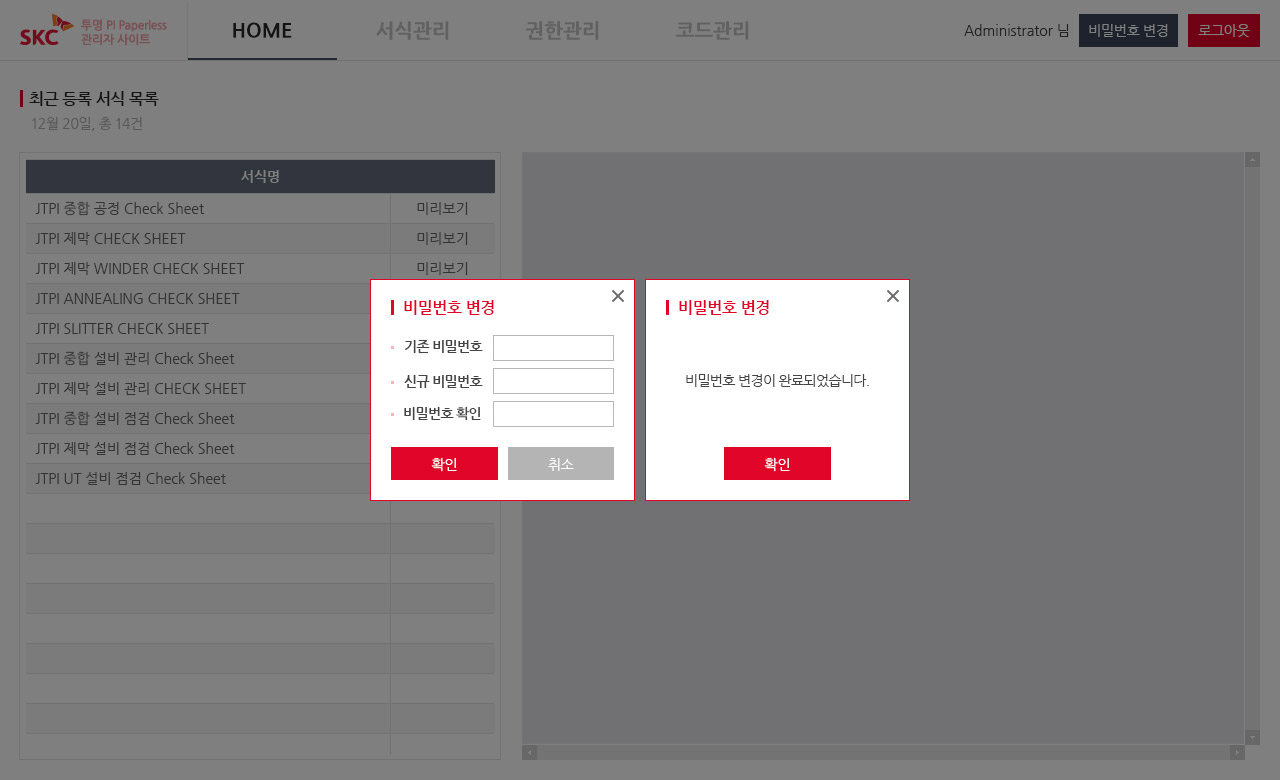 SKC 투명 PI Paperless
관리자 사이트
HOME
서식관리
권한관리
코드관리
Administrator 님
비밀번호 변경
로그아웃
최근 등록 서식 목록
12월 20일, 총 14건
서식명
JTPI 중합 공정 Check Sheet 미리보기
JTPI 제막 CHECK SHEET 미리보기
JTPI 제막 WINDER CHECK SHEET 미리보기
JTPI ANNEALING CHECK SHEET
JTPI SLITTER CHECK SHEET
JTPI 중합 설비 관리 Check Sheet
JTPI 제막 설비 관리 CHECK SHEET
JTPI 중합 설비 점검 Check Sheet
JTPI 제막 설비 점검 Check Sheet
JTPI UT 설비 점검 Check Sheet
비밀번호 변경
기존 비밀번호
신규 비밀번호
비밀번호 확인
확인
취소
비밀번호 변경
비밀번호 변경이 완료되었습니다.
확인